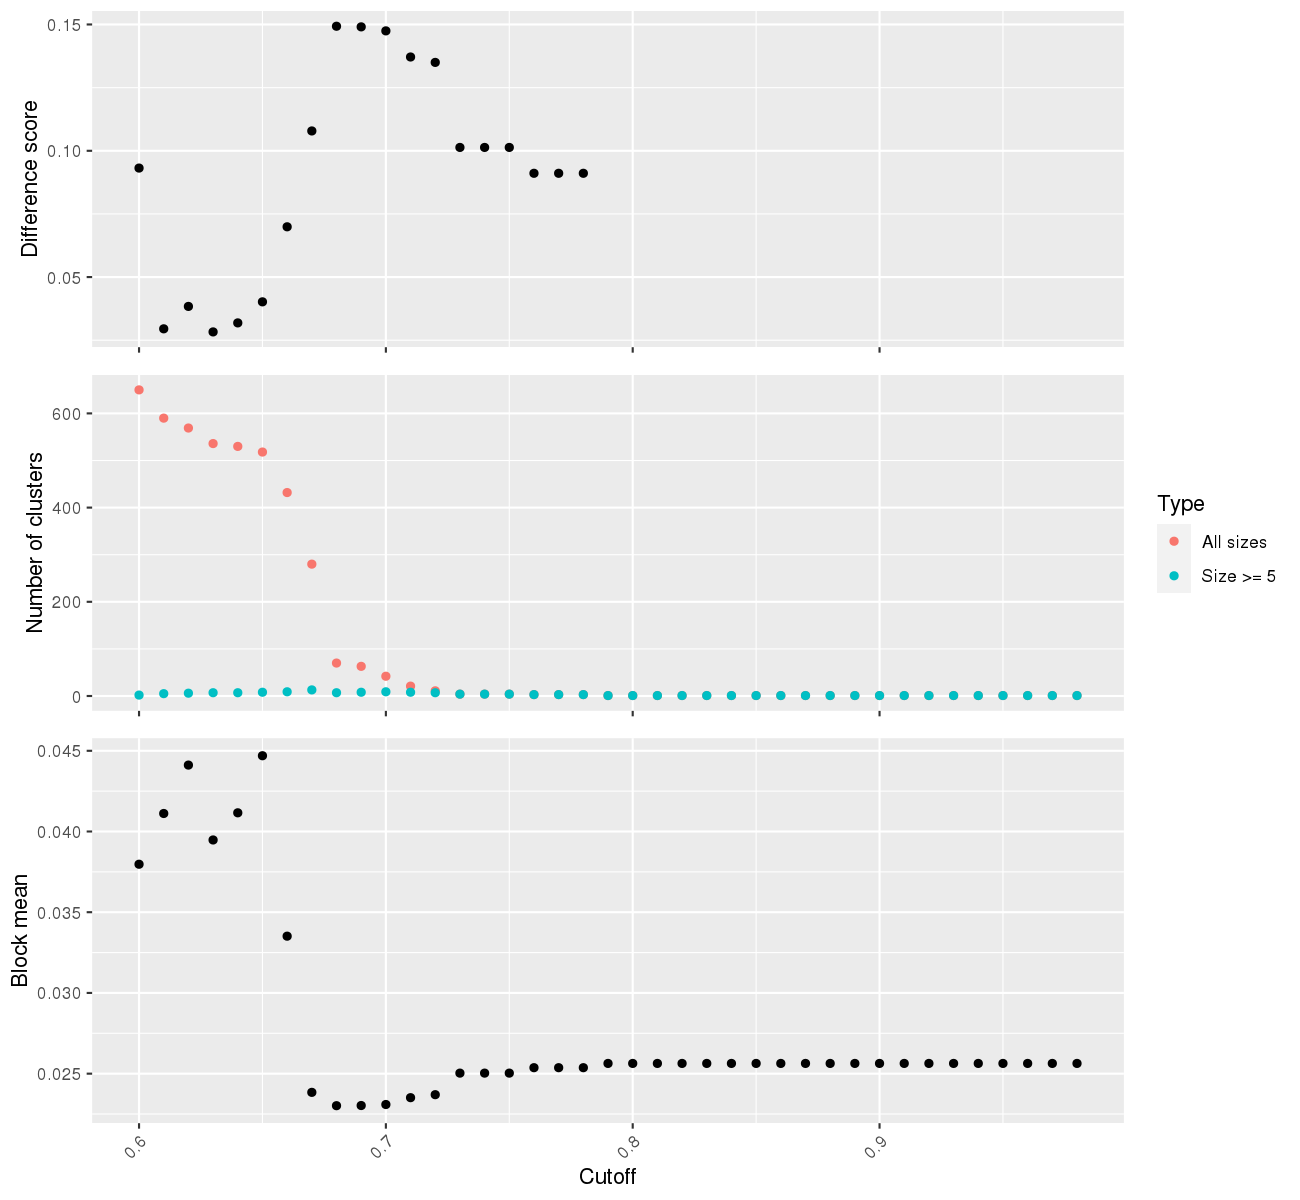 0.15
0.10
0.05
Difference score
600
400
200
0
Number of clusters
Type
All sizes
Size >= 5
0.045
0.040
0.035
0.030
0.025
Block mean
0.6
0.7
0.8
0.9
Cutoff